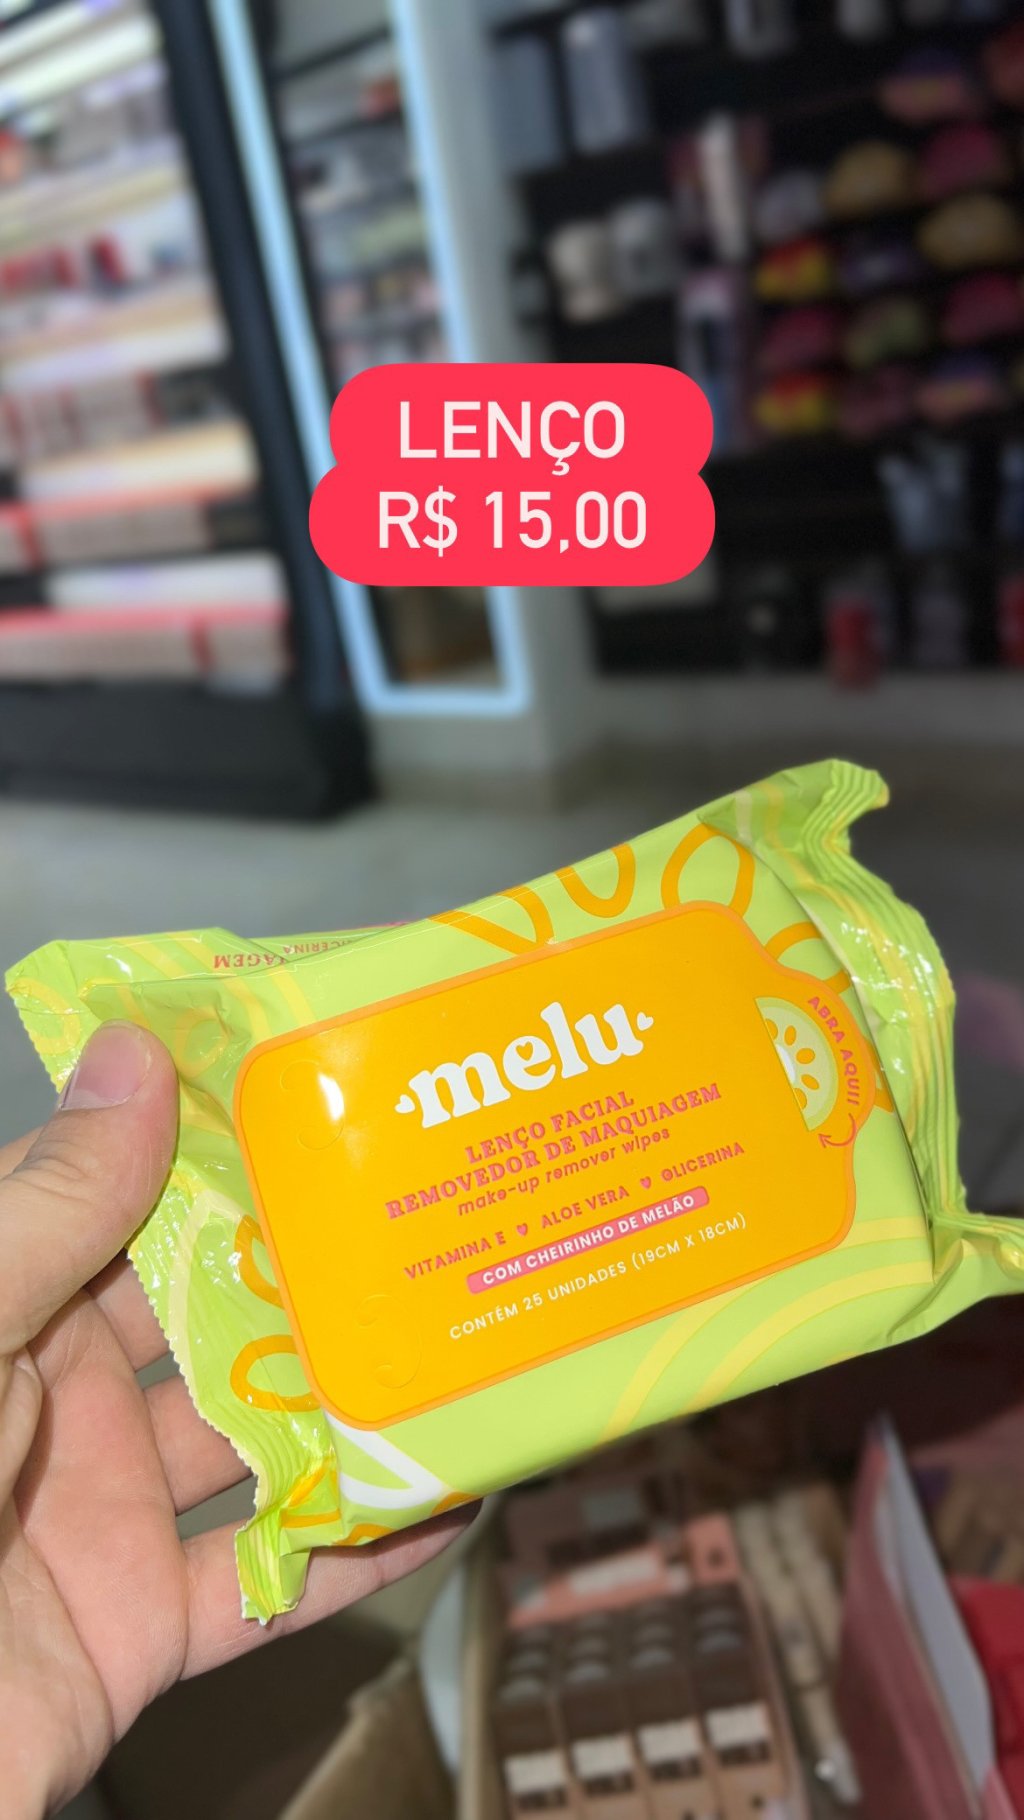 LENÇO
R$ 15,00
melu
LENÇO FACIAL
REMOVEDOR DE MAQUIAGEM
make-up remover wipes
VITAMINA E ♥ ALOE VERA ♥ GLICERINA
COM CHEIRINHO DE MELÃO
CONTÉM 25 UNIDADES (19CM X 18CM)
ABRA AQUI!